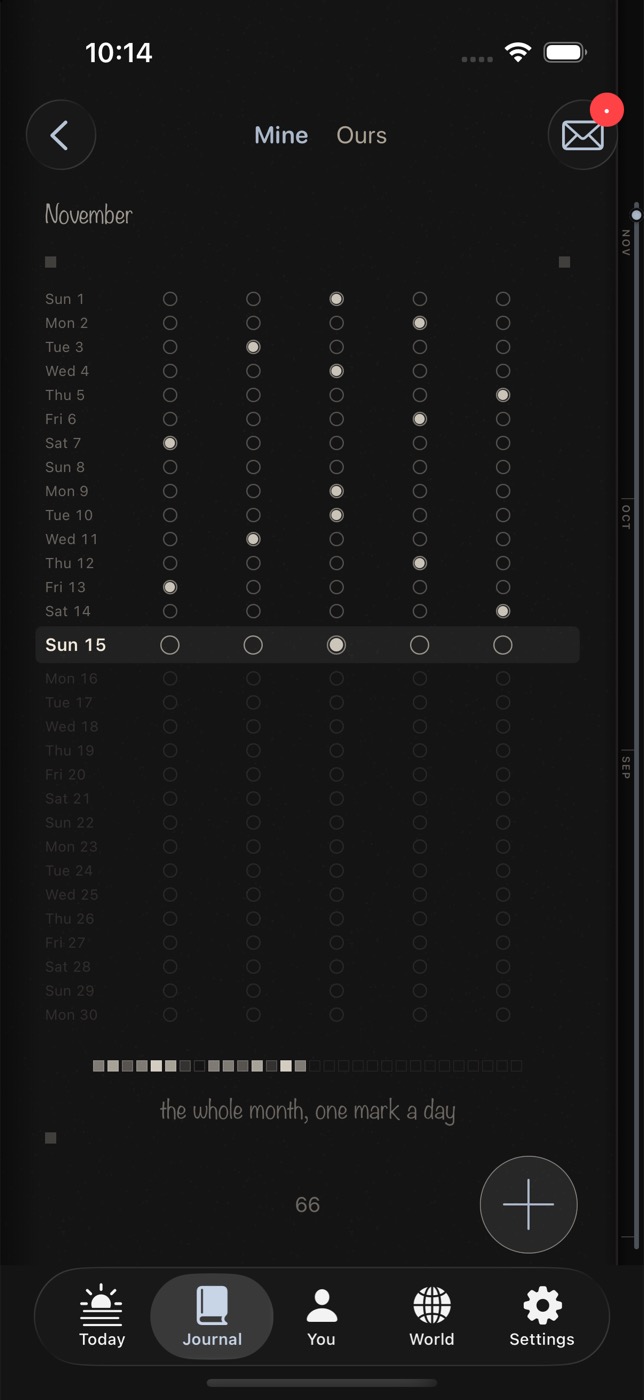 10:14
Mine Ours
November
Sun 1
Mon 2
Tue 3
Wed 4
Thu 5
Fri 6
Sat 7
Sun 8
Mon 9
Tue 10
Wed 11
Thu 12
Fri 13
Sat 14
Sun 15
Mon 16
Tue 17
Wed 18
Thu 19
Fri 20
Sat 21
Sun 22
Mon 23
Tue 24
Wed 25
Thu 26
Fri 27
Sat 28
Sun 29
Mon 30
the whole month, one mark a day
66
NOV
OCT
SEP
Today Journal You World Settings